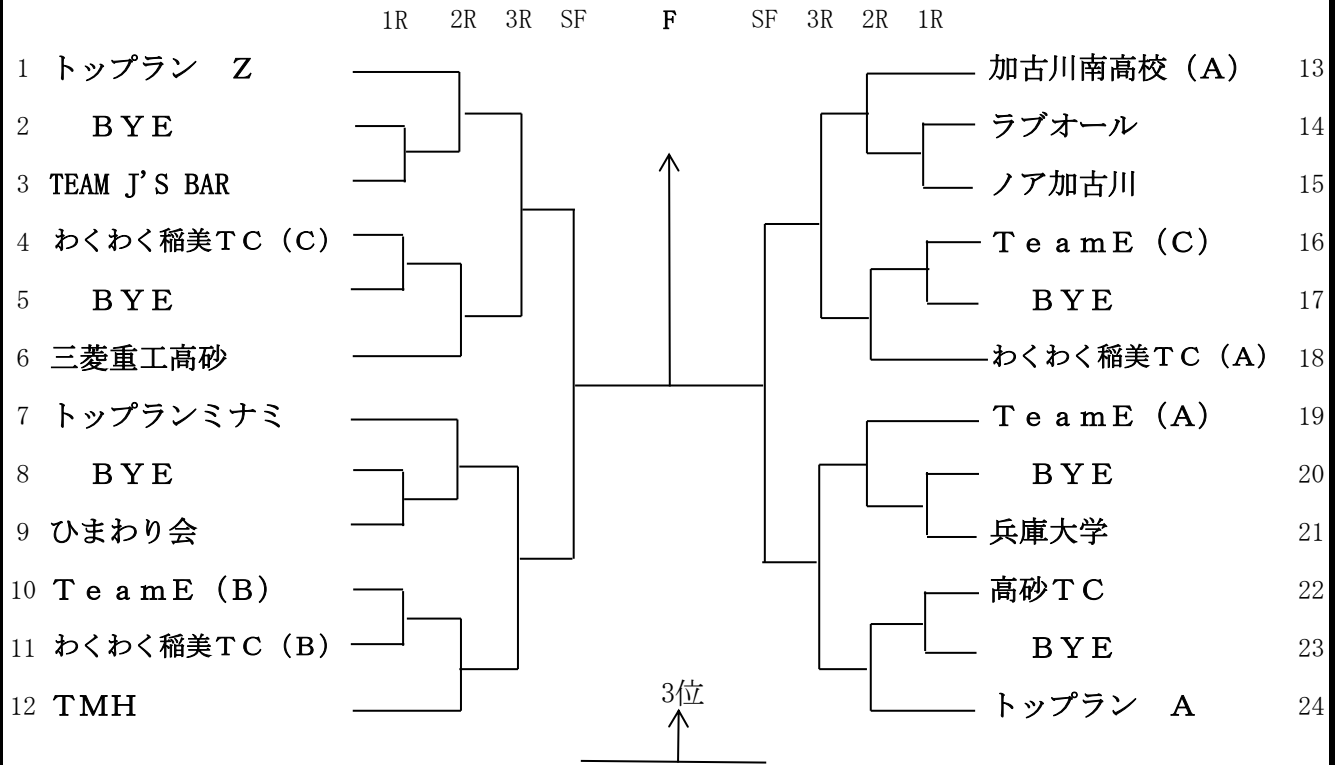 1R 2R 3R SF F SF 3R 2R 1R
1 トップラン　Z 加古川南高校（A） 13
2 ＢＹＥ ラブオール 14
3 TEAM J'S BAR ノア加古川 15
4 わくわく稲美ＴＣ（C） ＴｅａｍＥ（C） 16
5 ＢＹＥ ＢＹＥ 17
6 三菱重工高砂 わくわく稲美ＴＣ（A） 18
7 トップランミナミ ＴｅａｍＥ（A） 19
8 ＢＹＥ ＢＹＥ 20
9 ひまわり会 兵庫大学 21
10 ＴｅａｍＥ（B） 高砂ＴＣ 22
11 わくわく稲美ＴＣ（B） ＢＹＥ 23
12 ＴＭＨ トップラン　A 24
3位